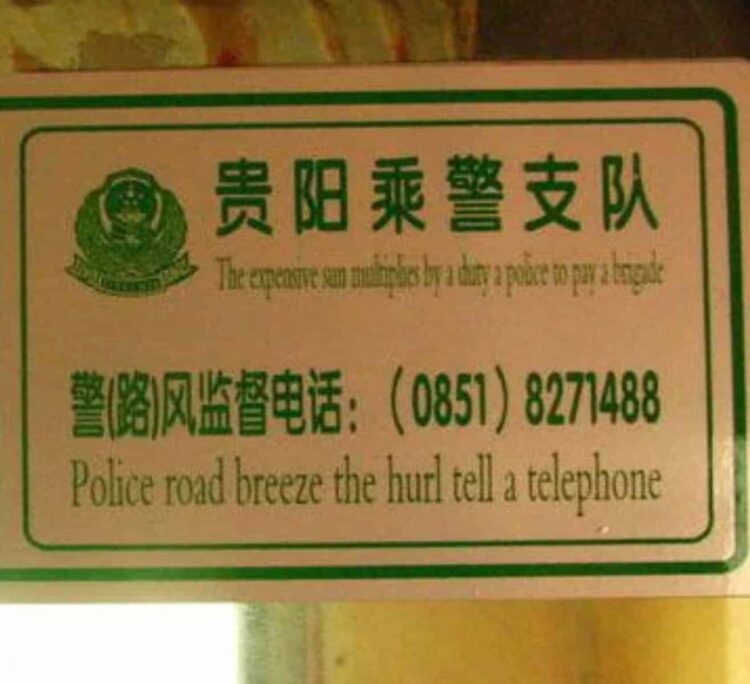 贵阳乘警支队
The expensive sun multiplies by a duty a police to pay a brigade
警(路)风监督电话:(0851)8271488
Police road breeze the hurl tell a telephone